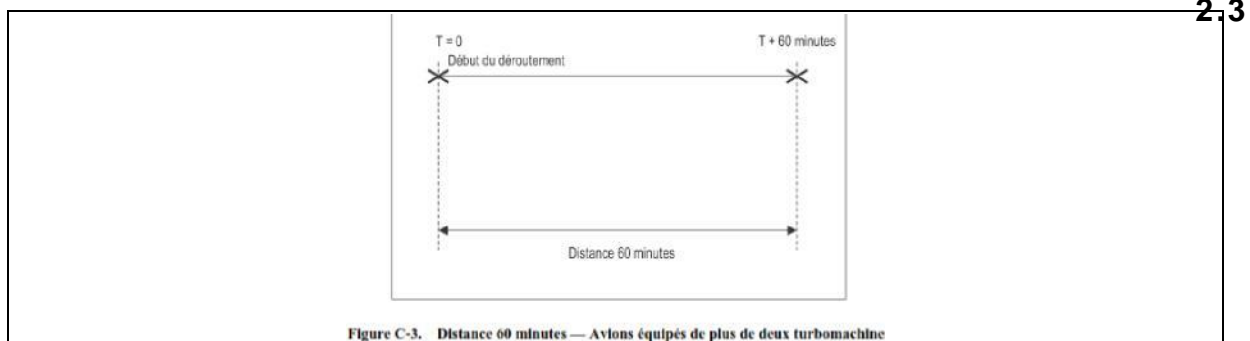 2.3
T = 0
T + 60 minutes
Début du déroutement
Distance 60 minutes
Figure C-3. Distance 60 minutes — Avions équipés de plus de deux turbomachine